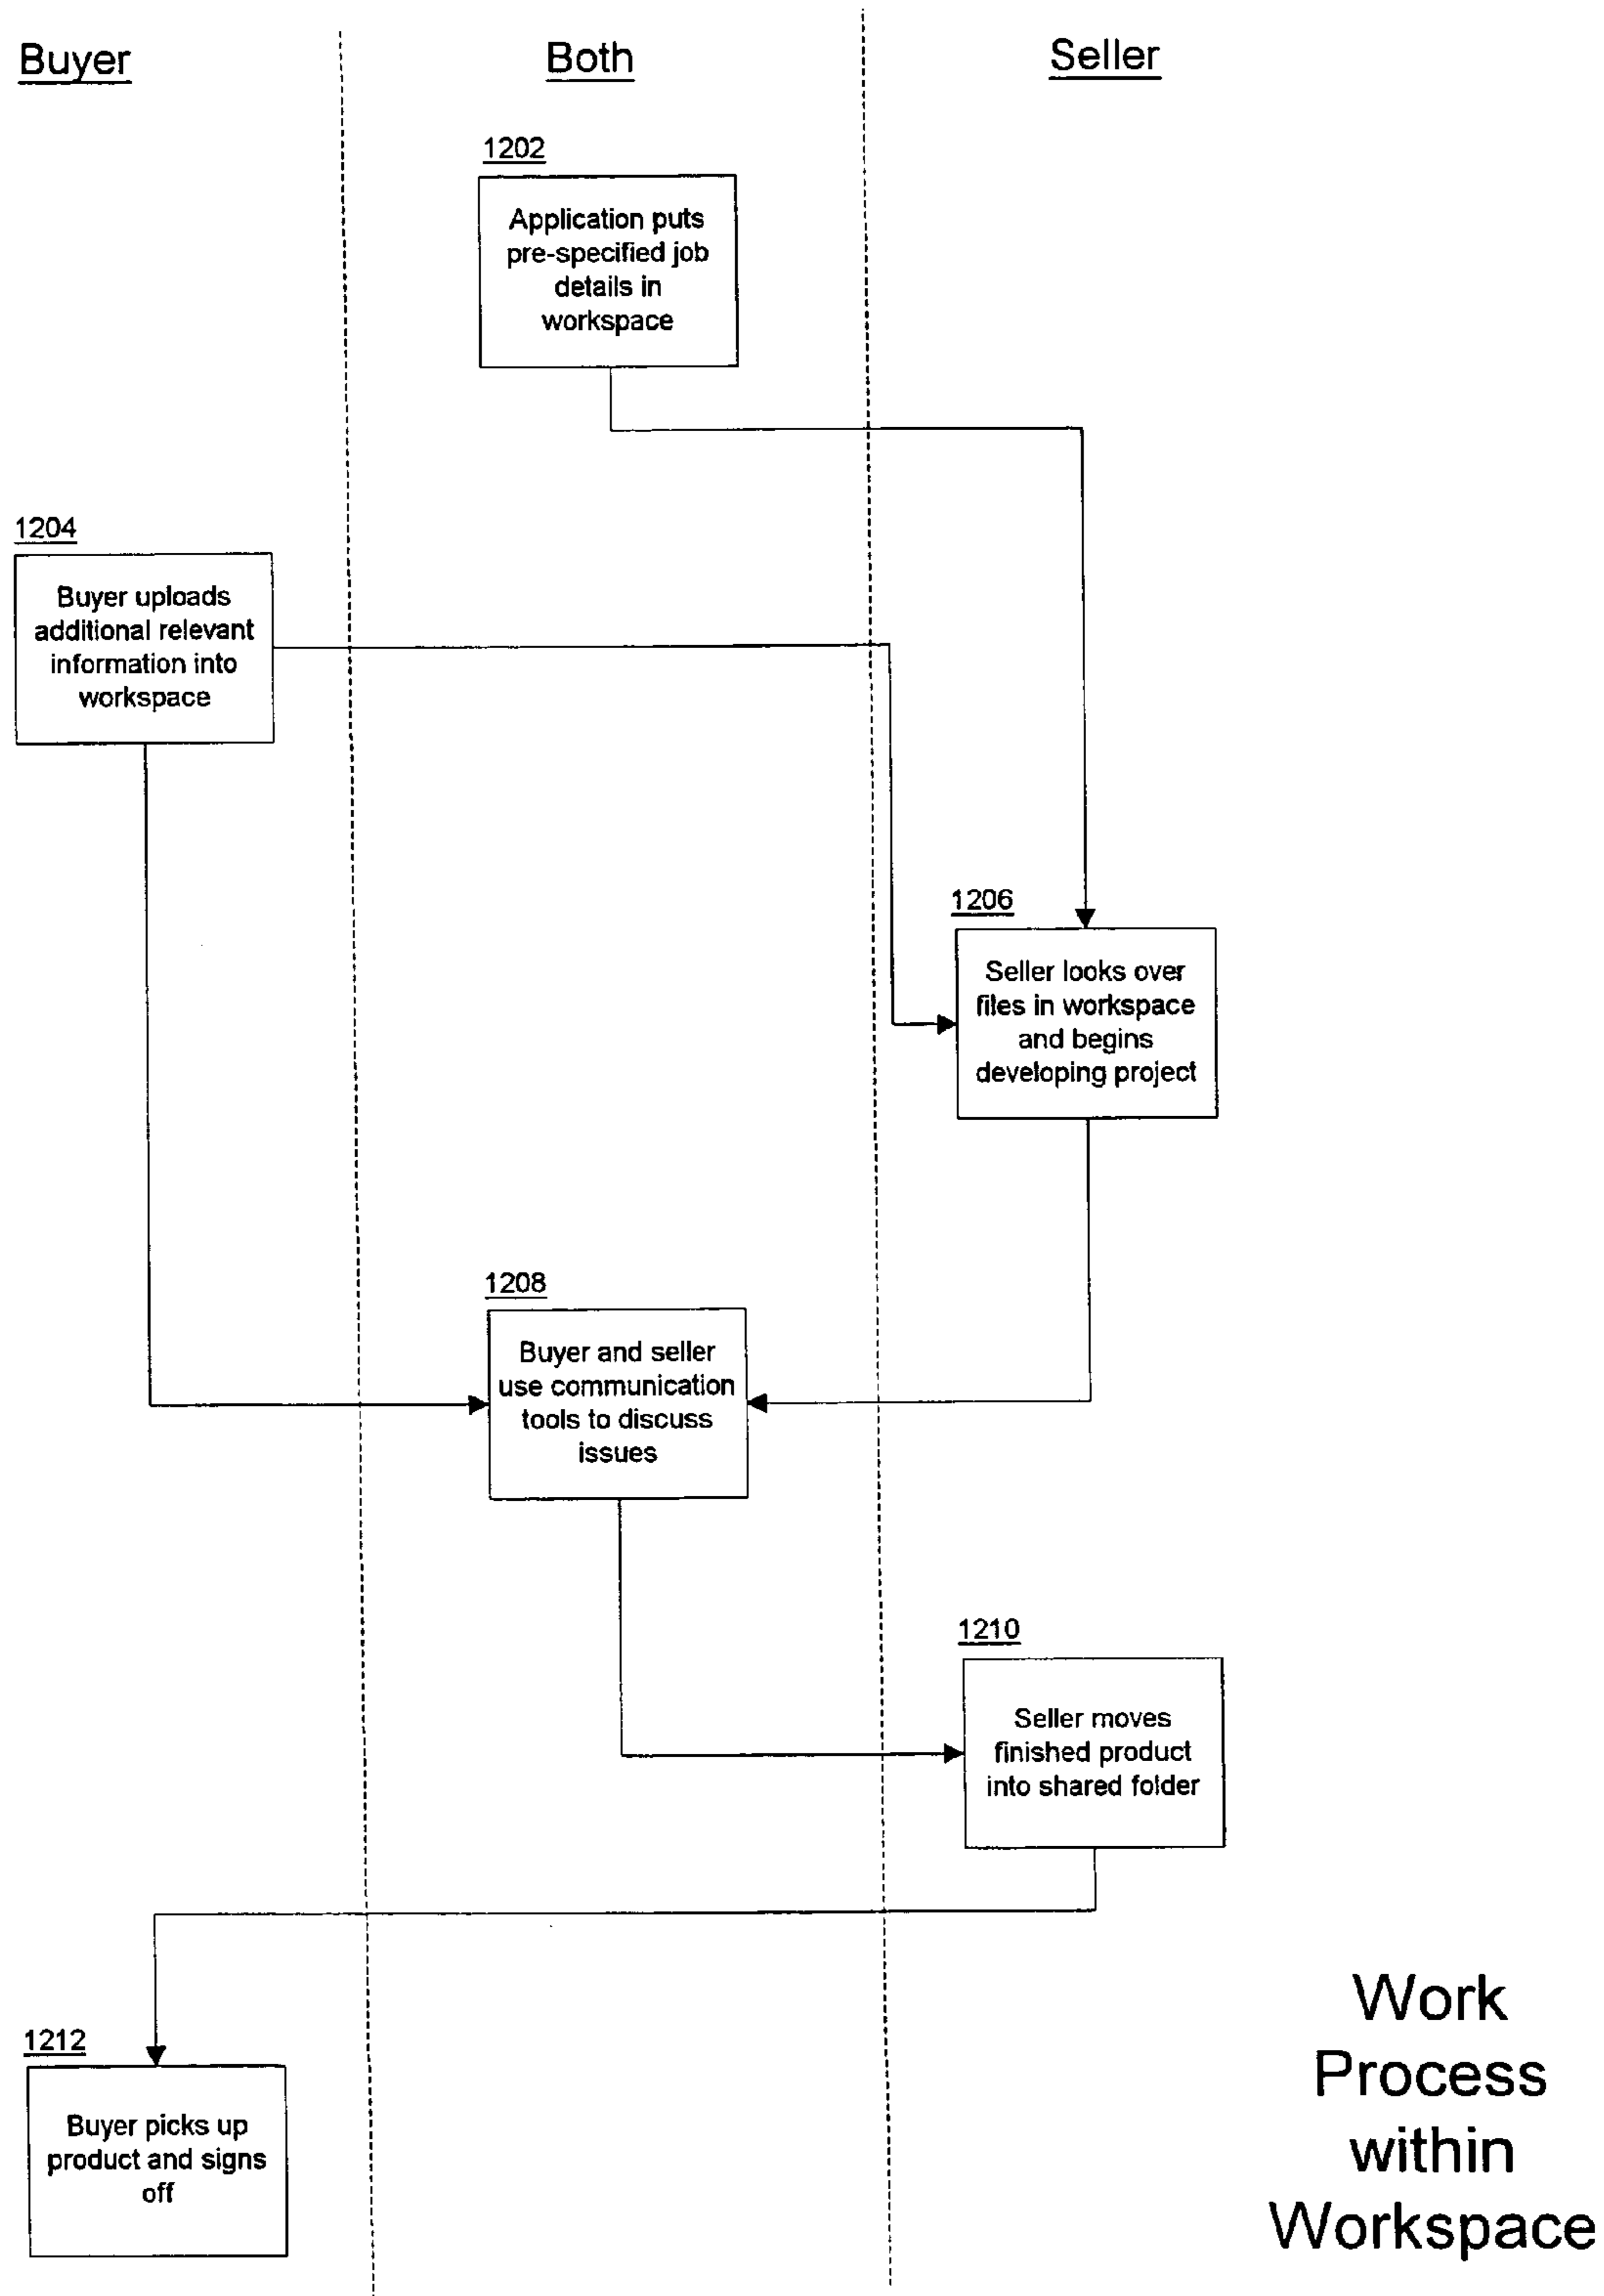 Buyer
Both
Seller
1202
Application puts
pre-specified job
details in
workspace
1204
Buyer uploads
additional relevant
information into
workspace
1206
Seller looks over
files in workspace
and begins
developing project
1208
Buyer and seller
use communication
tools to discuss
issues
1210
Seller moves
finished product
into shared folder
1212
Buyer picks up
product and signs
off
Work
Process
within
Workspace